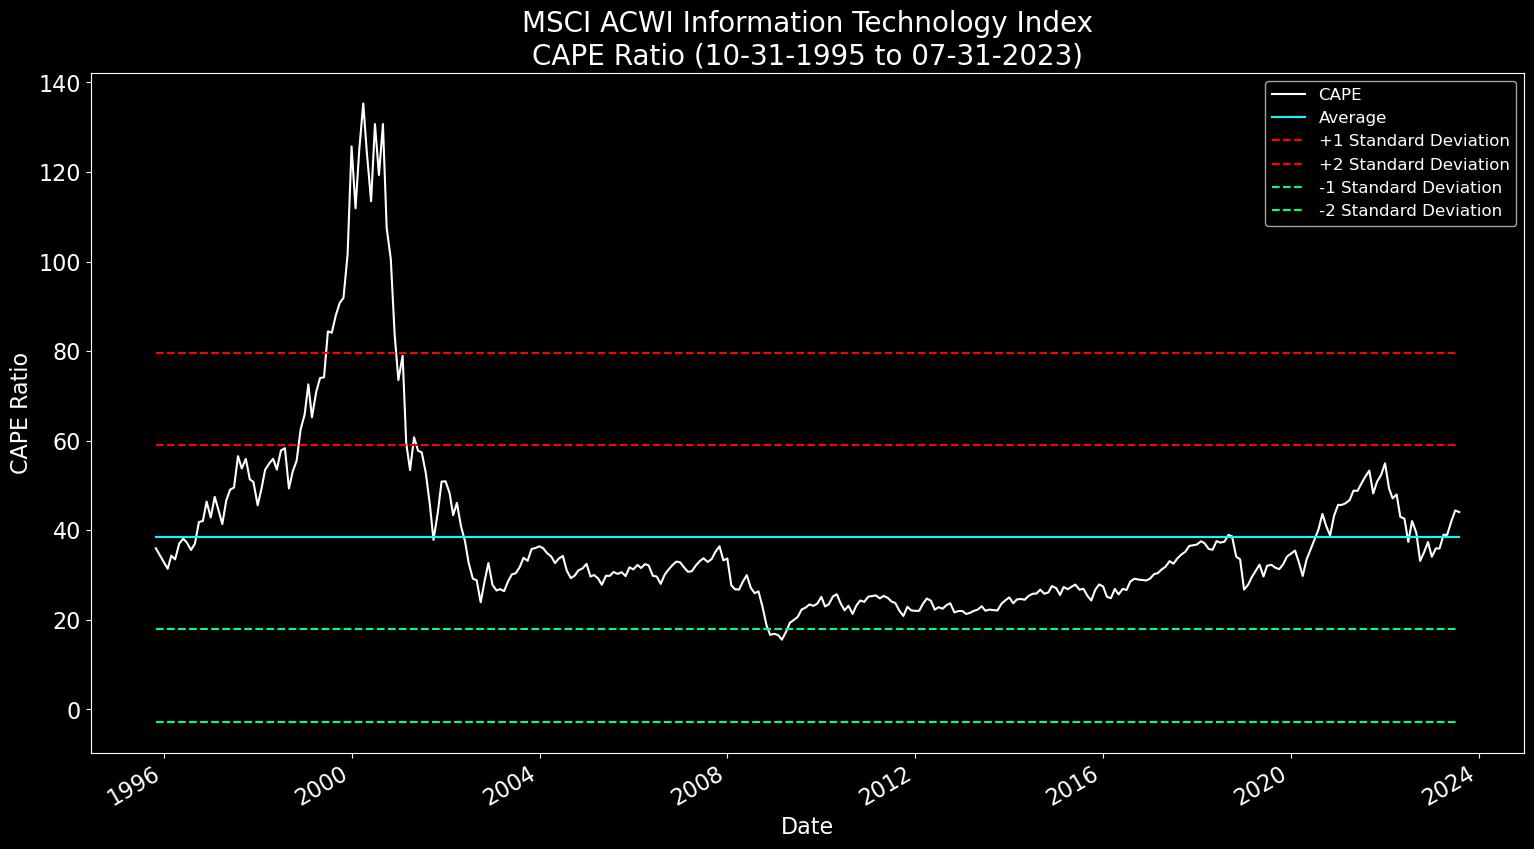 MSCI ACWI Information Technology Index
CAPE Ratio (10-31-1995 to 07-31-2023)
CAPE
Average
+1 Standard Deviation
+2 Standard Deviation
-1 Standard Deviation
-2 Standard Deviation
CAPE Ratio
140
120
100
80
60
40
20
0
1996
2000
2004
2008
2012
2016
2020
2024
Date